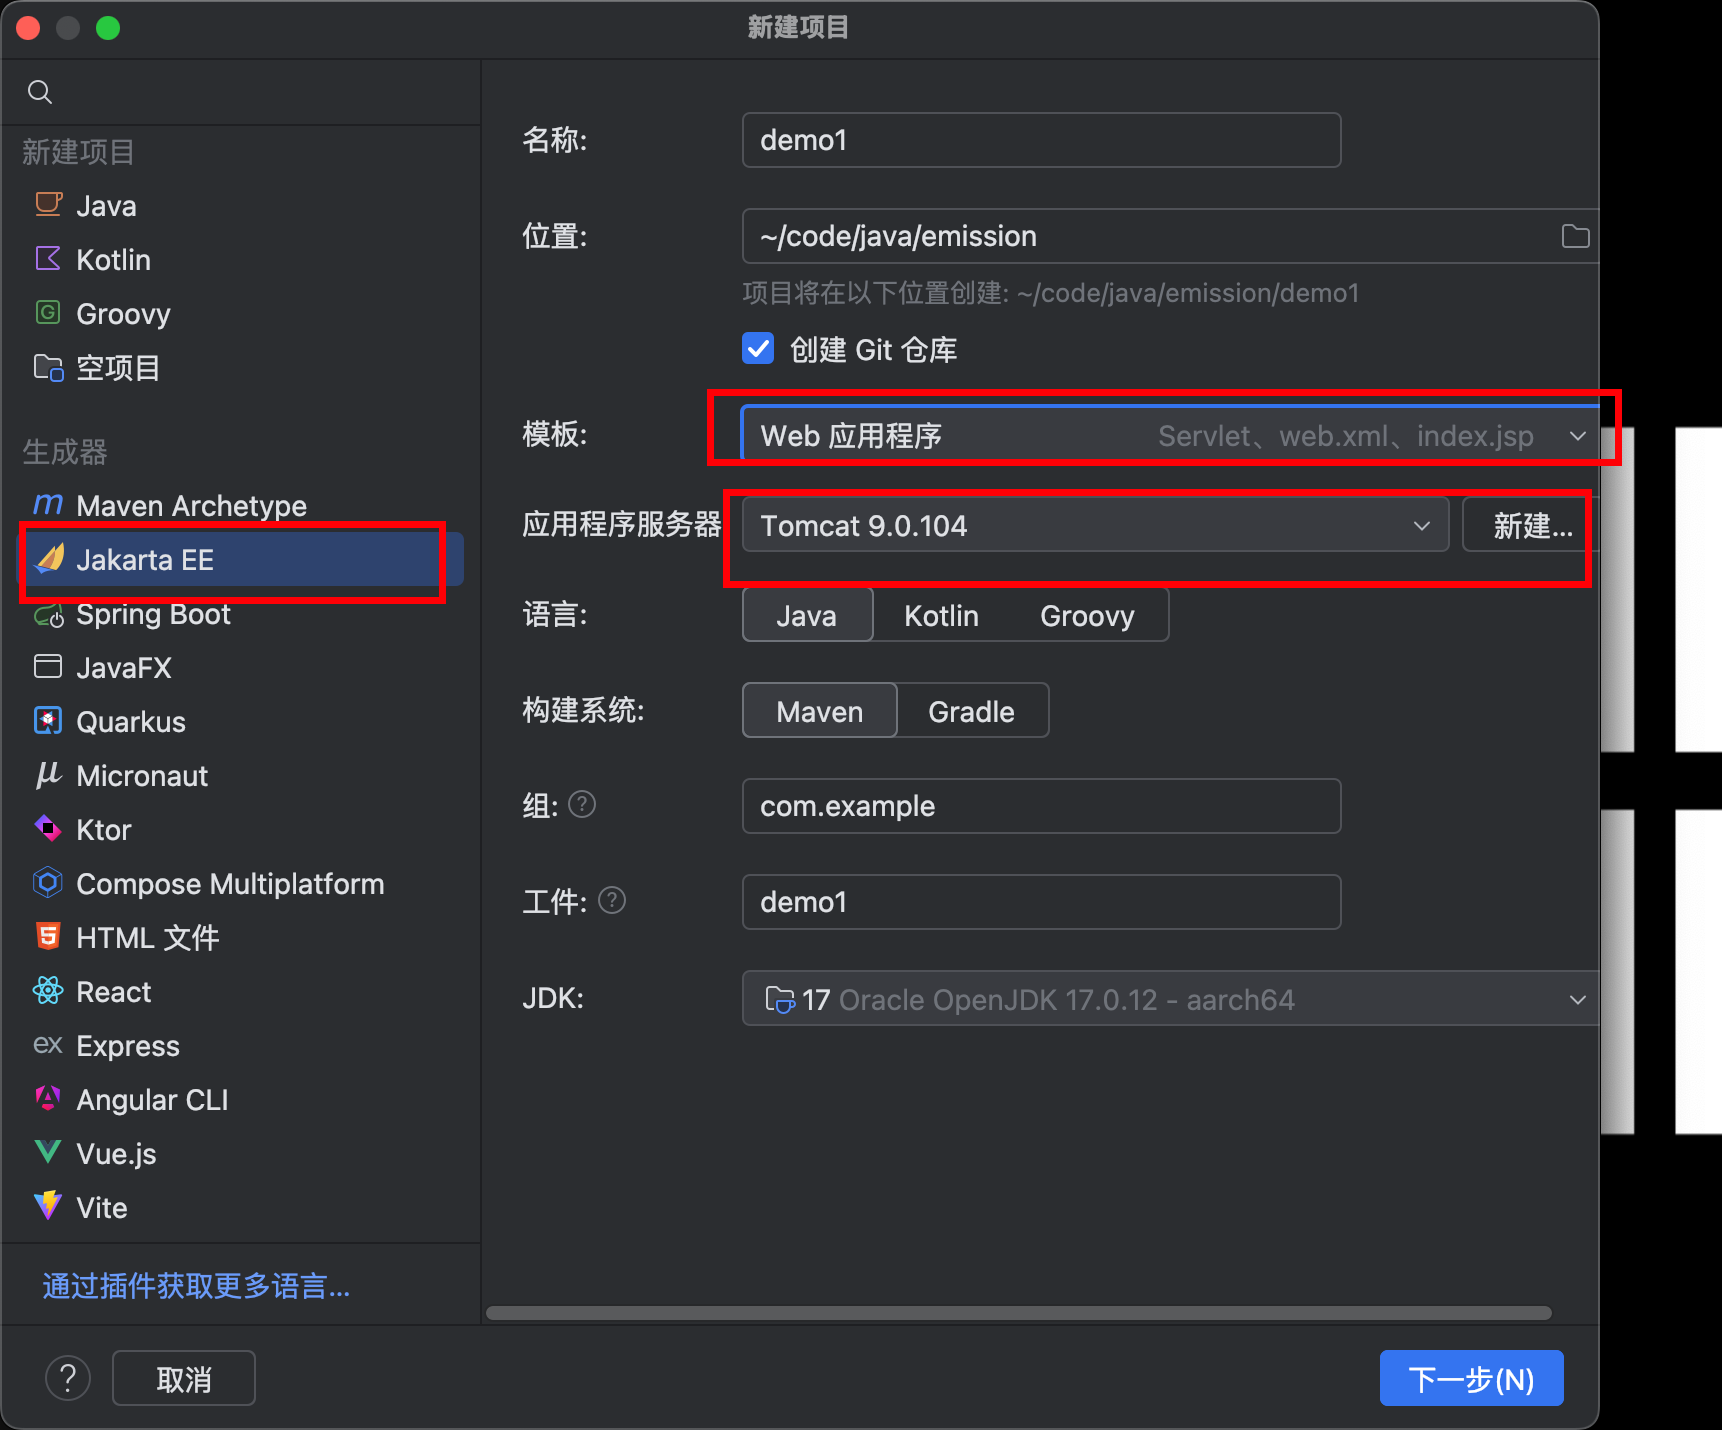 新建项目
新建项目
Java
Kotlin
Groovy
空项目
生成器
Maven Archetype
Jakarta EE
Spring Boot
JavaFX
Quarkus
Micronaut
Ktor
Compose Multiplatform
HTML 文件
React
Express
Angular CLI
Vue.js
Vite
通过插件获取更多语言...
名称: demo1
位置: ~/code/java/emission
项目将在以下位置创建: ~/code/java/emission/demo1
创建 Git 仓库
模板: Web 应用程序 Servlet、web.xml、index.jsp
应用程序服务器 Tomcat 9.0.104 新建...
语言: Java Kotlin Groovy
构建系统: Maven Gradle
组: ? com.example
工件: ? demo1
JDK: 17 Oracle OpenJDK 17.0.12 - aarch64
? 取消 下一步(N)